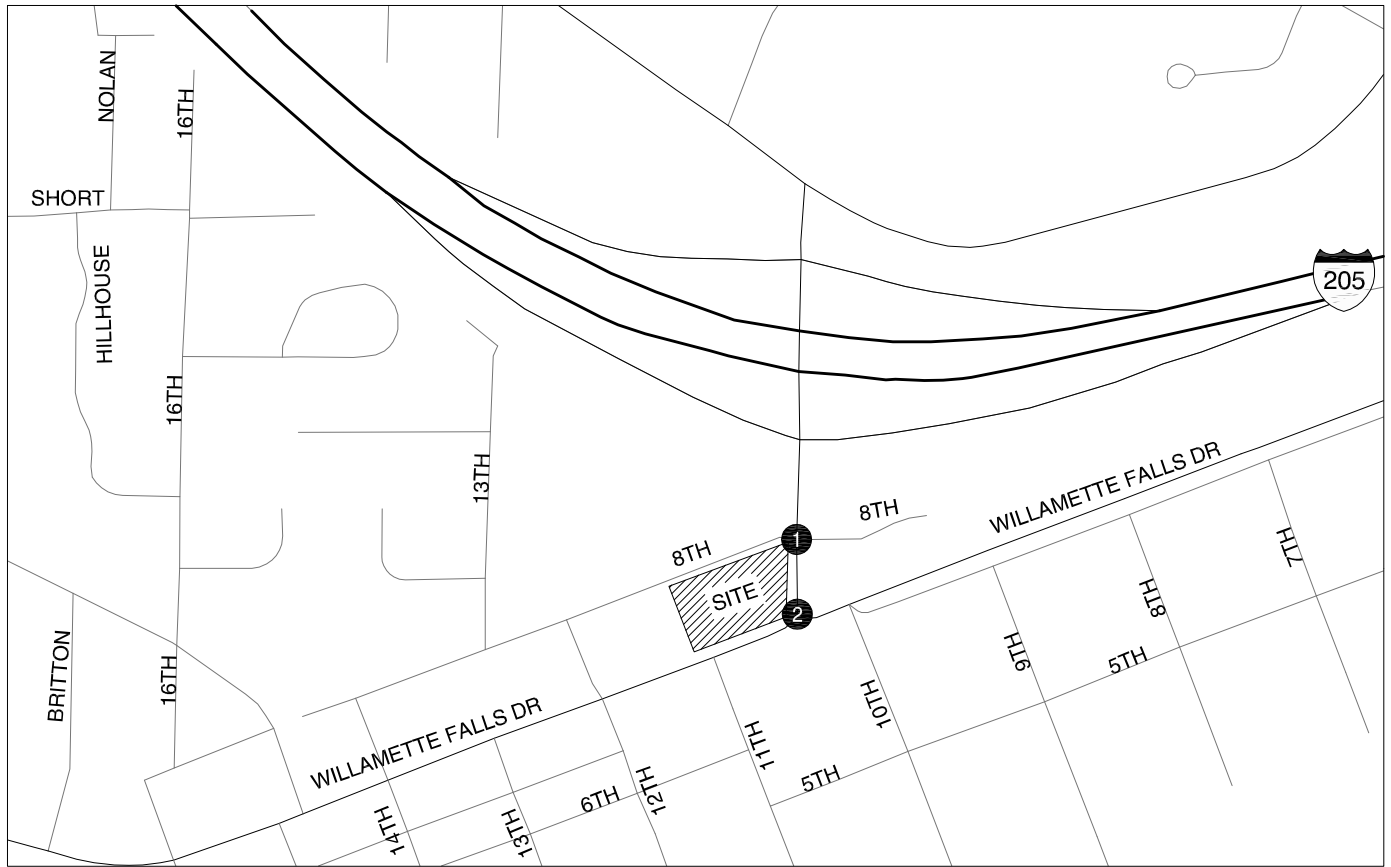 NOLAN
16TH
SHORT
HILLHOUSE
205
16TH
13TH
WILLAMETTE FALLS DR
8TH
1
8TH
7TH
SITE
8TH
2
9TH
BRITTON
16TH
5TH
10TH
WILLAMETTE FALLS DR
11TH
5TH
12TH
6TH
14TH
13TH